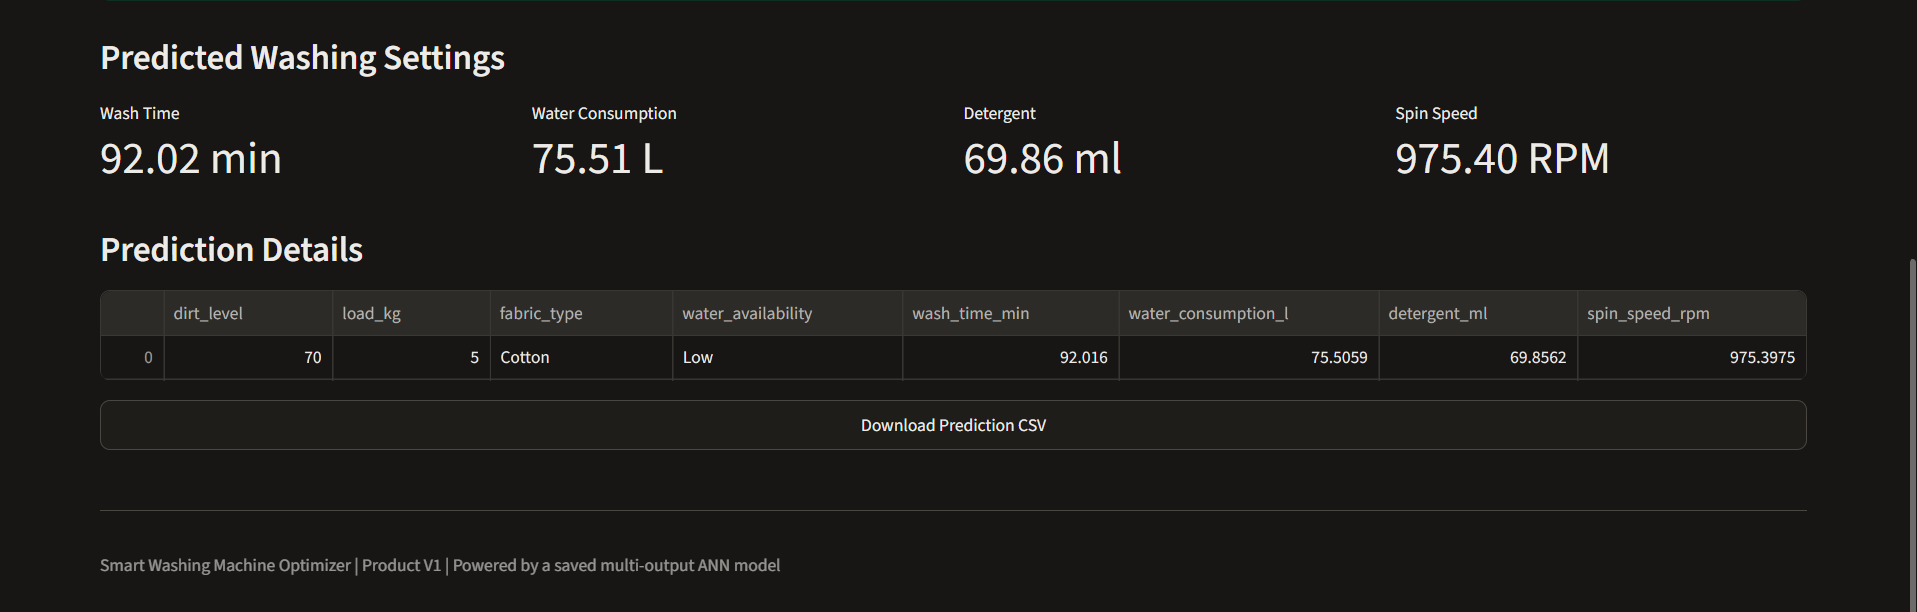 Predicted Washing Settings
Wash Time Water Consumption Detergent Spin Speed
92.02 min 75.51 L 69.86 ml 975.40 RPM
Prediction Details
dirt_level load_kg fabric_type water_availability wash_time_min water_consumption_l detergent_ml spin_speed_rpm
0 70 5 Cotton Low 92.016 75.5059 69.8562 975.3975
Download Prediction CSV
Smart Washing Machine Optimizer | Product V1 | Powered by a saved multi-output ANN model